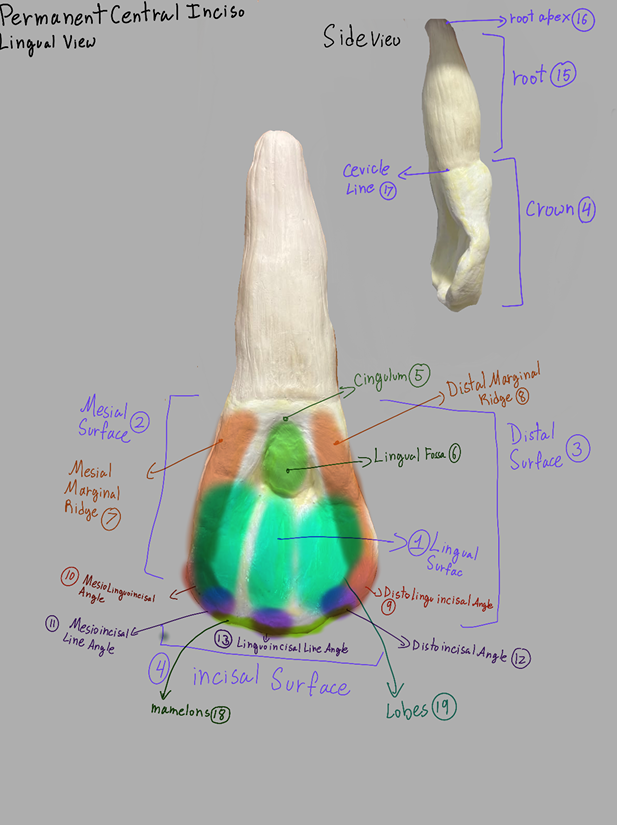 Permanent Central Inciso
Lingual View
Side View
root apex 16
root 15
Cevicle
Line 17
Crown 4
Cingulum 5
Distal Marginal
Ridge 8
Mesial
Surface 2
Distal
Surface 3
Lingual Fossa 6
Mesial
Marginal
Ridge 7
1 Lingual
Surfac
10 Mesiolinguoincisal
Angle
Distolinguincisal Angle
9
11 Mesioincisal
Line Angle
13 Linguoincisal Line Angle
Distoincisal Angle 12
4 incisal Surface
mamelons 18
Lobes 19